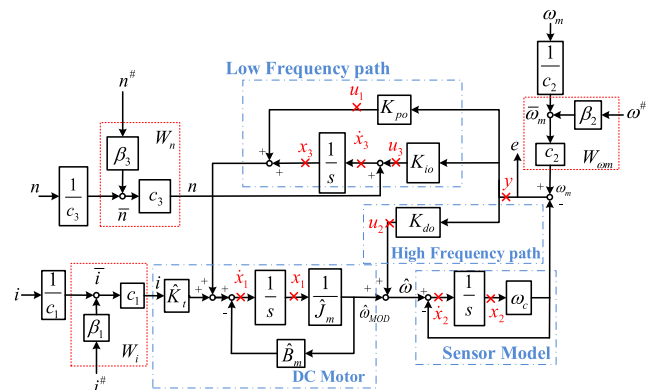 ω_m
n^#
Low Frequency path
1/c_2
u_1
W_n
K_po
ω̅_m
β_2
ω^#
β_3
x_3
1/s
ẋ_3
u_3
K_io
e
c_2
W_ωm
n
1/c_3
n̅
c_3
n
y
ω_m
u_2
K_do
High Frequency path
i
1/c_1
i̅
c_1
i
K̂_t
ẋ_1
1/s
x_1
1/Ĵ_m
ω̂_MOD
ω̂
ẋ_2
1/s
x_2
ω_c
β_1
W_i
B̂_m
Sensor Model
i^#
DC Motor